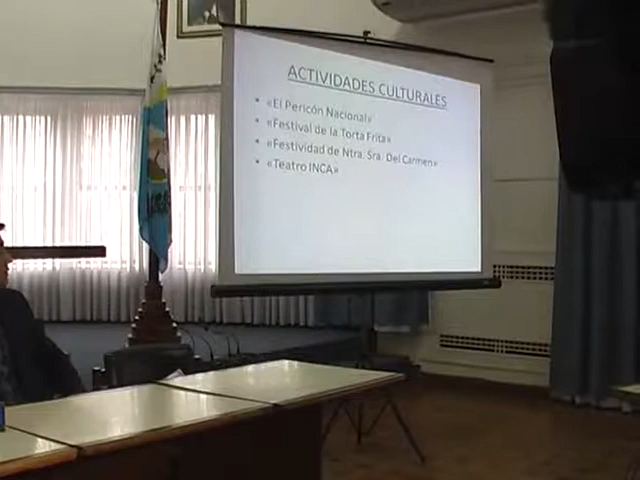 ACTIVIDADES CULTURALES
• «El Pericón Nacional»
• «Festival de la Torta Frita»
• «Festividad de Ntra. Sra. Del Carmen»
• «Teatro INCA»